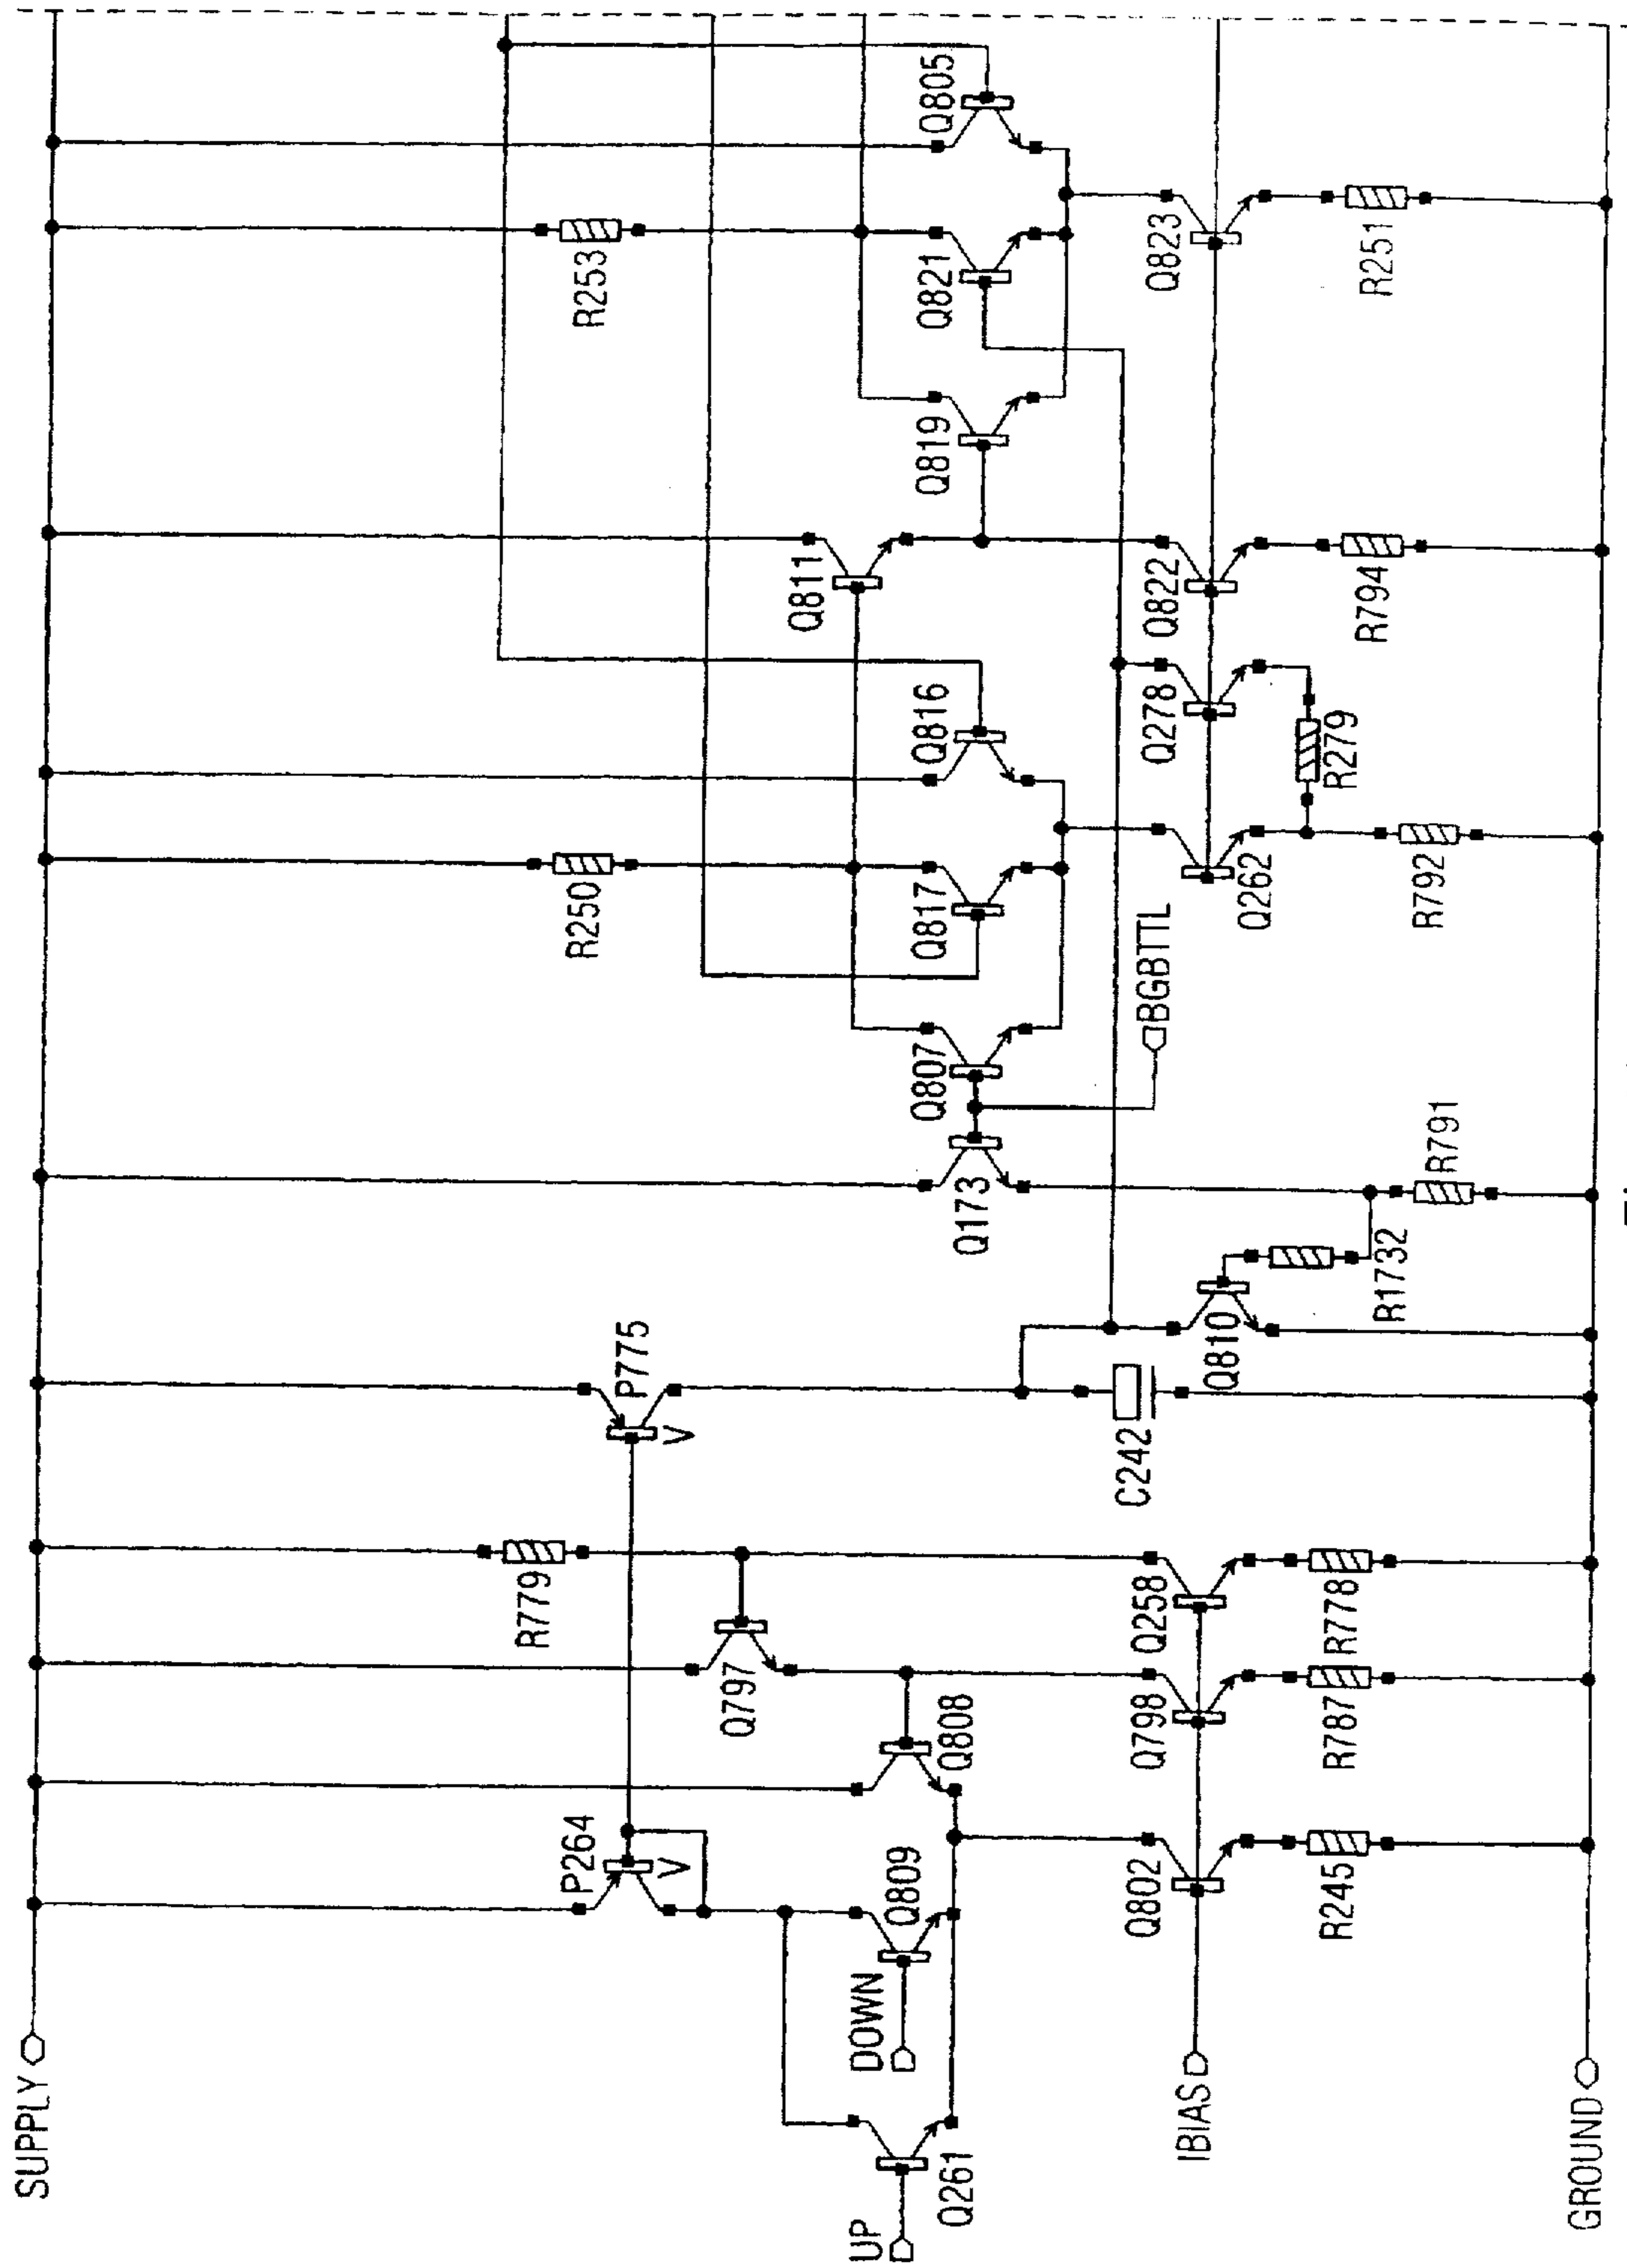 SUPPLY
UP
Q261
DOWN
Q809
P264
V
Q808
Q797
R779
P775
V
IBIAS
Q802
Q798
Q258
R245
R787
R778
C242
Q810
R1732
R791
Q173
Q807
BGBTTL
Q817
R250
Q816
Q262
R792
Q278
R279
Q811
Q822
R794
Q819
Q821
R253
Q805
Q823
R251
GROUND